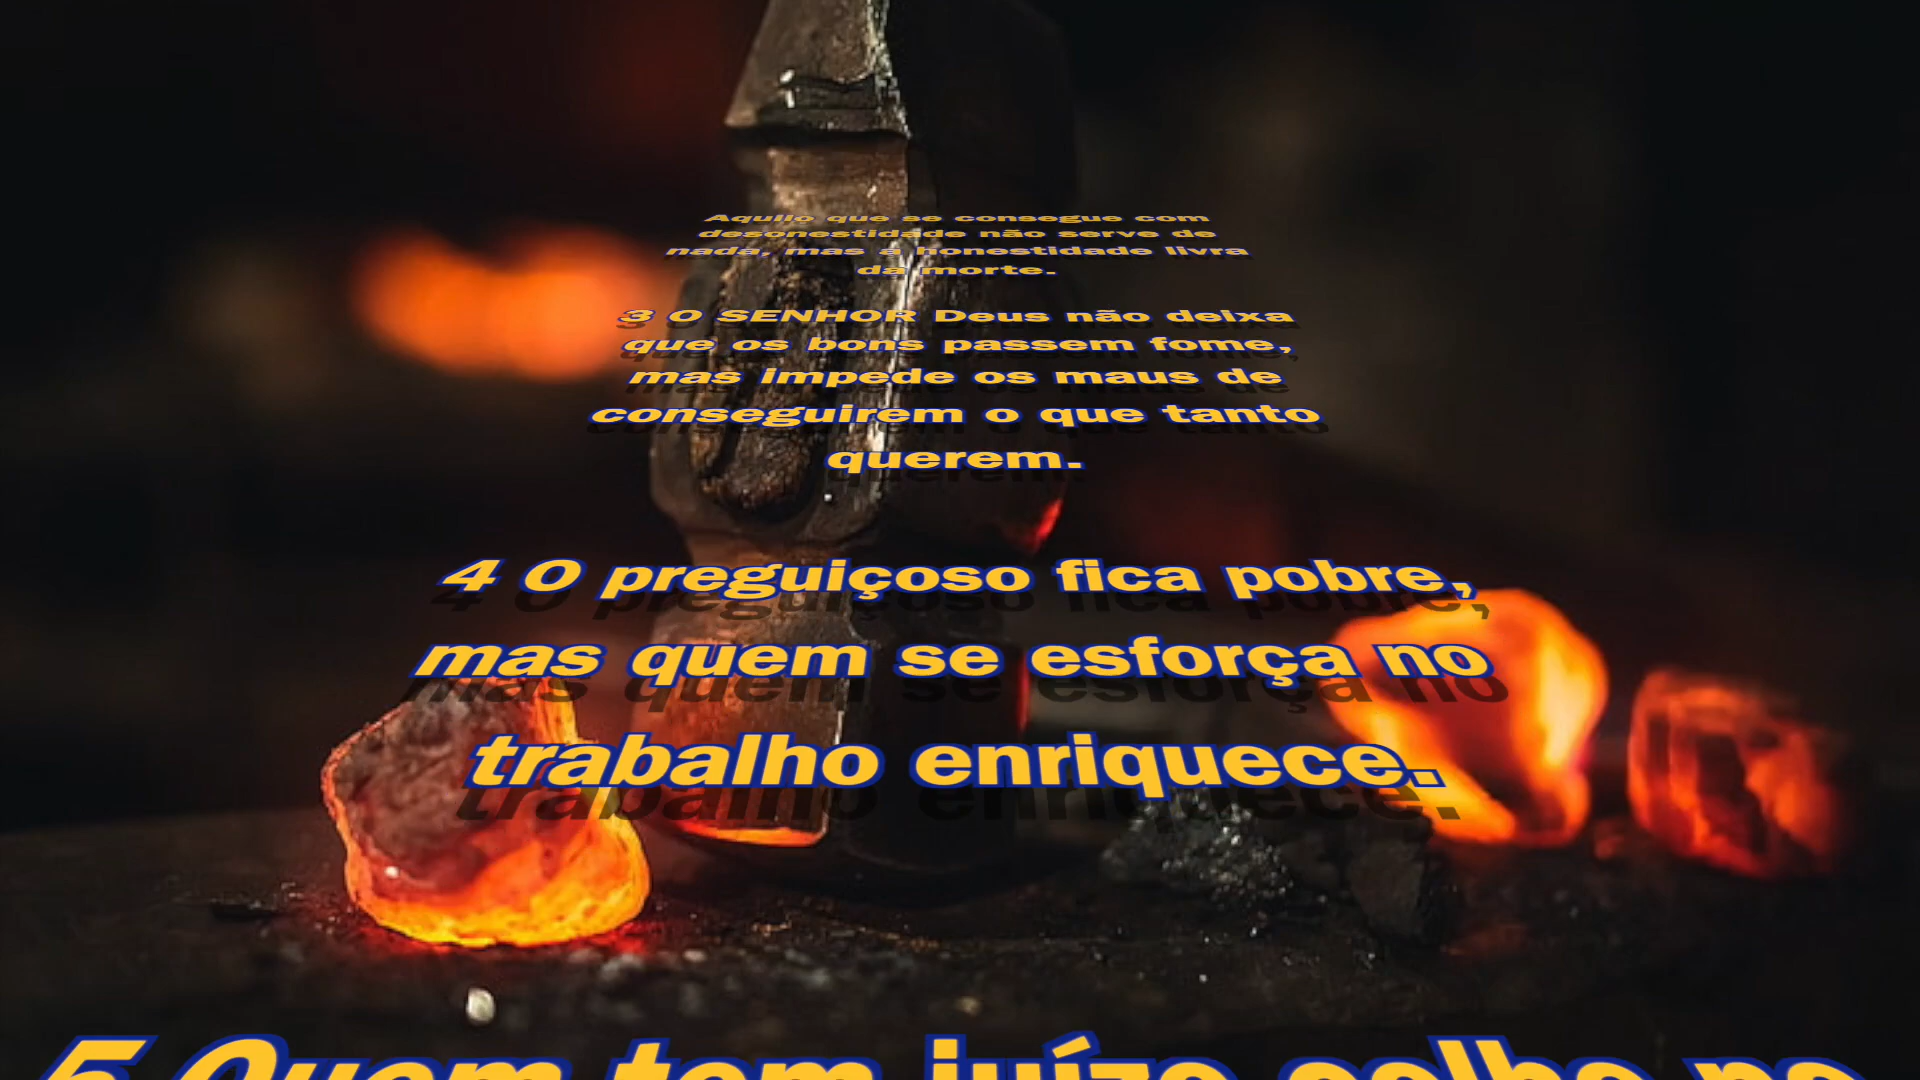 Aquilo que se consegue com
desonestidade não serve de
nada, mas a honestidade livra
da morte.
3 O SENHOR Deus não deixa
que os bons passem fome,
mas impede os maus de
conseguirem o que tanto
querem.
4 O preguiçoso fica pobre,
mas quem se esforça no
trabalho enriquece.
5 Quem tem juízo colhe na